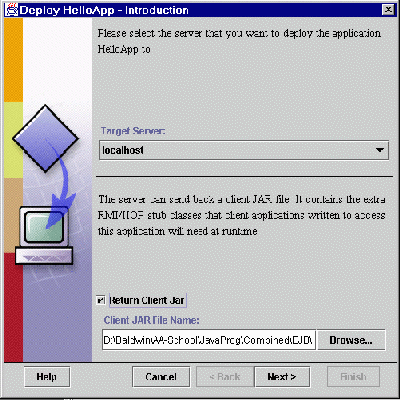 Deploy HelloApp - Introduction
Please select the server that you want to deploy the application
HelloApp to
Target Server:
localhost
The server can send back a client JAR file. It contains the extra
RMI/IIOP stub classes that client applications written to access
this application will need at runtime
Return Client Jar
Client JAR File Name:
D:\Baldwin\AA-School\JavaProg\Combined\EJB\
Browse...
Help
Cancel
< Back
Next >
Finish